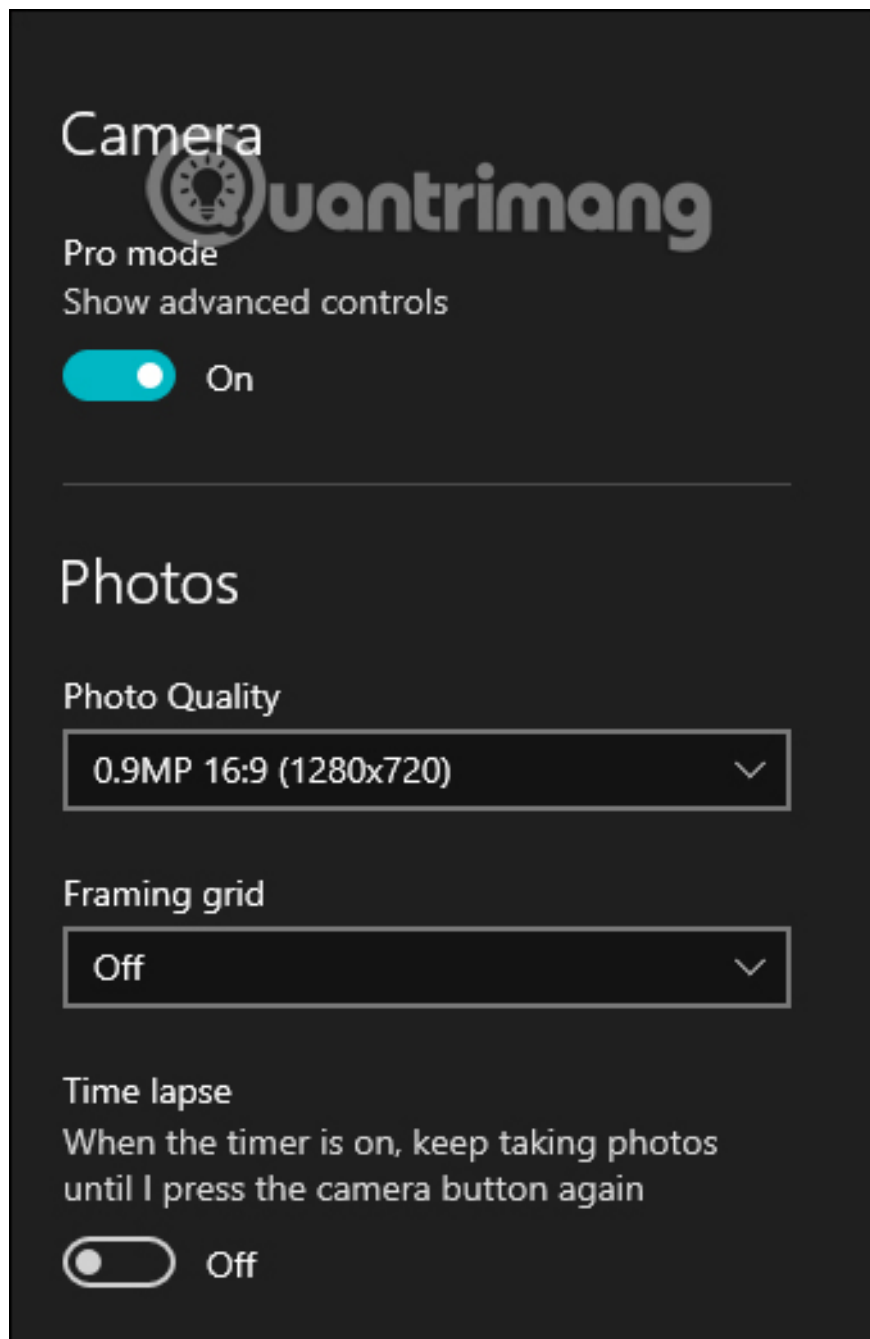 Camera
Quantrimang
Pro mode
Show advanced controls
On
Photos
Photo Quality
0.9MP 16:9 (1280x720)
Framing grid
Off
Time lapse
When the timer is on, keep taking photos
until I press the camera button again
Off